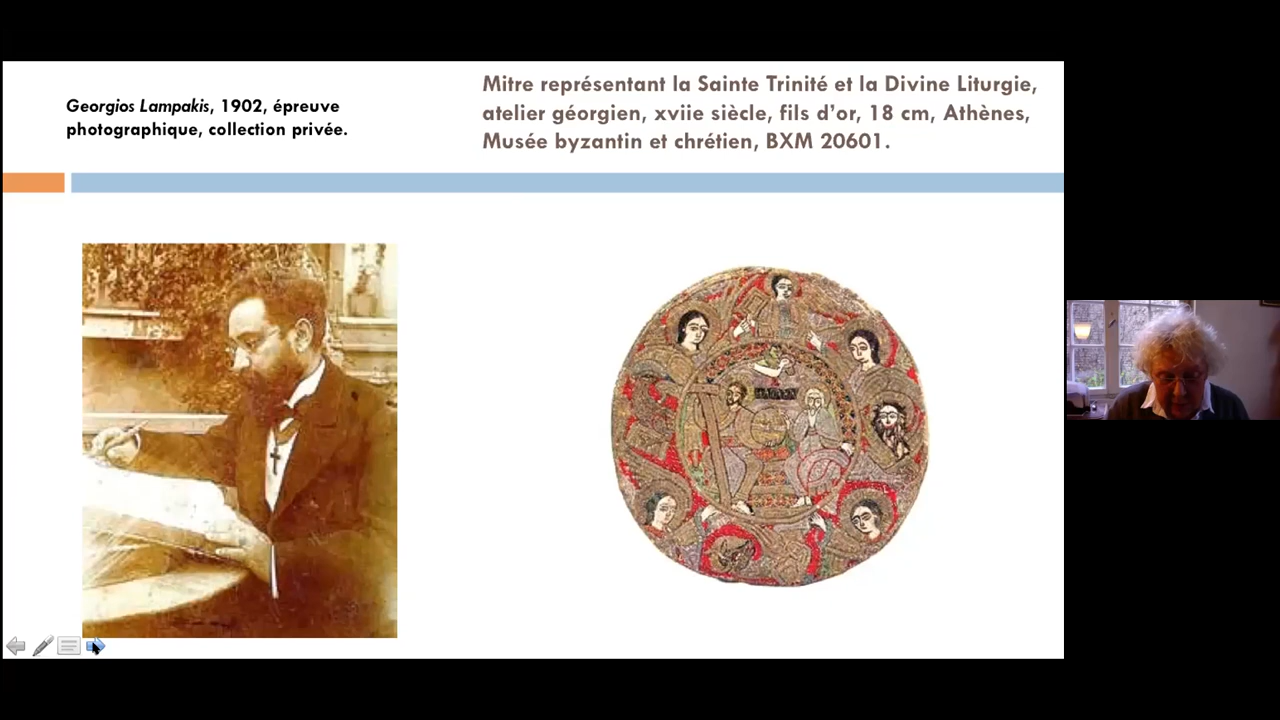 Georgios Lampakis, 1902, épreuve
photographique, collection privée.
Mitre représentant la Sainte Trinité et la Divine Liturgie,
atelier géorgien, xviie siècle, fils d’or, 18 cm, Athènes,
Musée byzantin et chrétien, BXM 20601.